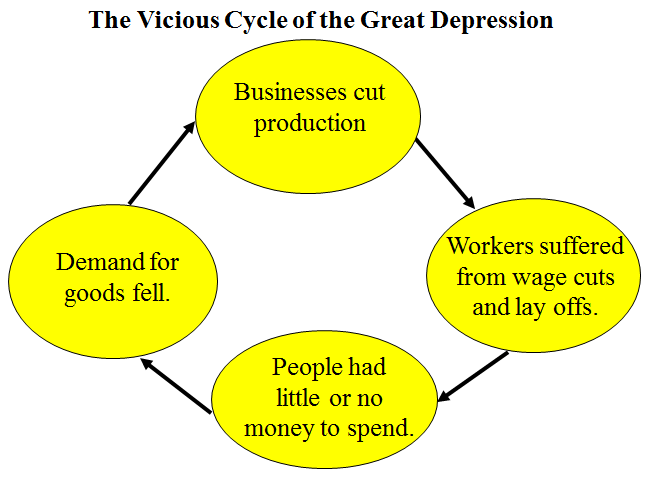 The Vicious Cycle of the Great Depression
Businesses cut
production
Workers suffered
from wage cuts
and lay offs.
People had
little or no
money to spend.
Demand for
goods fell.